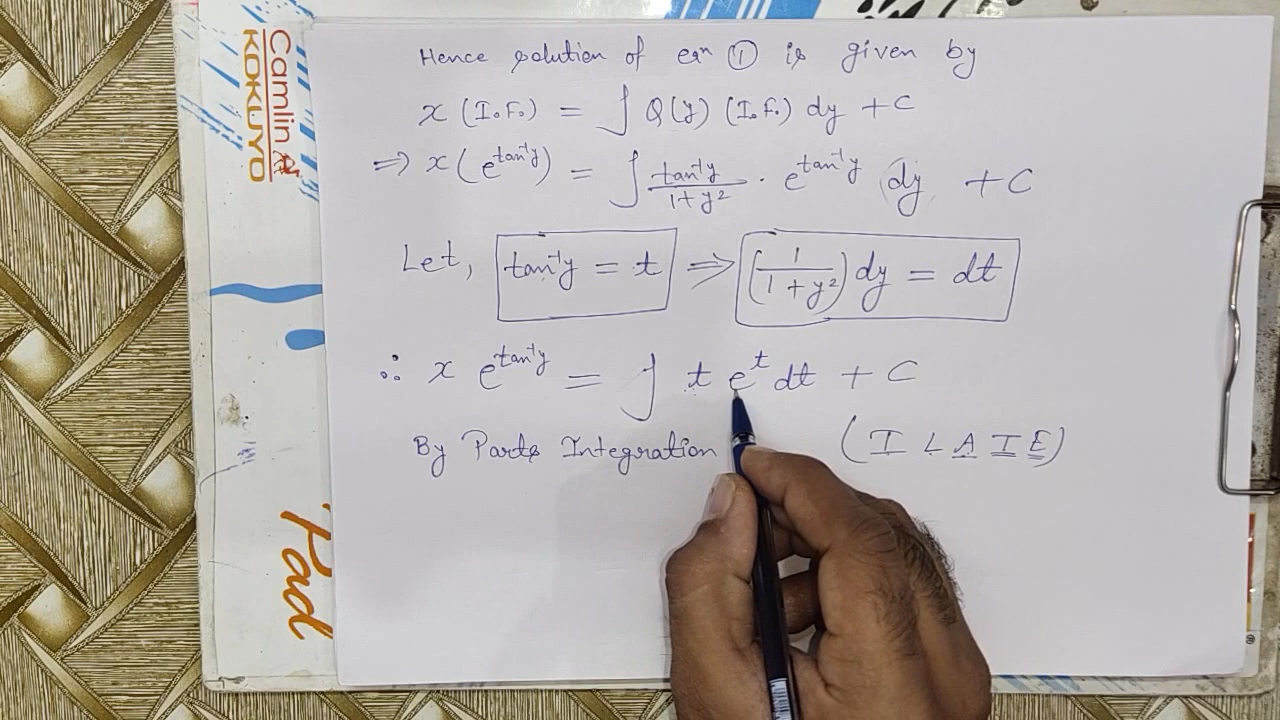 Hence solution of eqn ① is given by
x (I.F.) = ∫ Q(y) (I.F.) dy + C
⇒ x(e^{tan⁻¹y}) = ∫ tan⁻¹y/(1+y²) · e^{tan⁻¹y} dy + C
Let, tan⁻¹y = t ⇒ (1/(1+y²)) dy = dt
∴ x e^{tan⁻¹y} = ∫ t e^t dt + C
By Parts Integration (I L A I E)
Camlin
KOKUYO
Pad